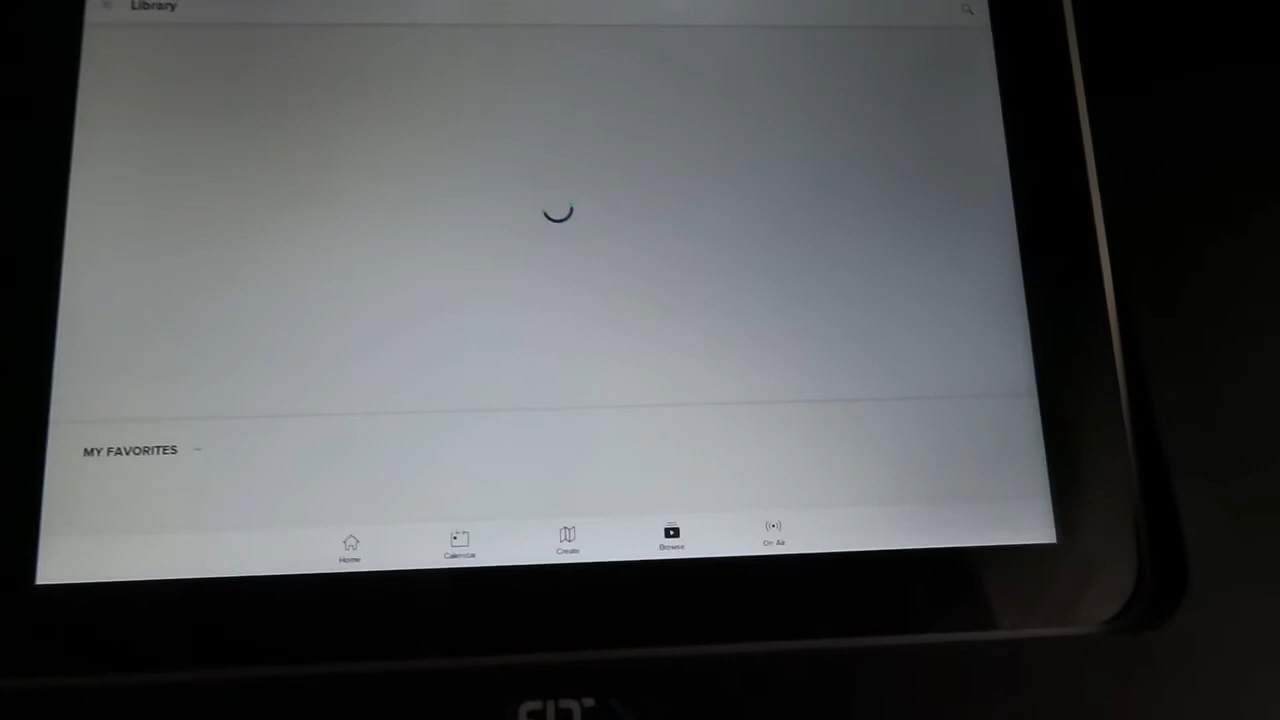 Library
MY FAVORITES
Home
Calendar
Create
Browse
On Air